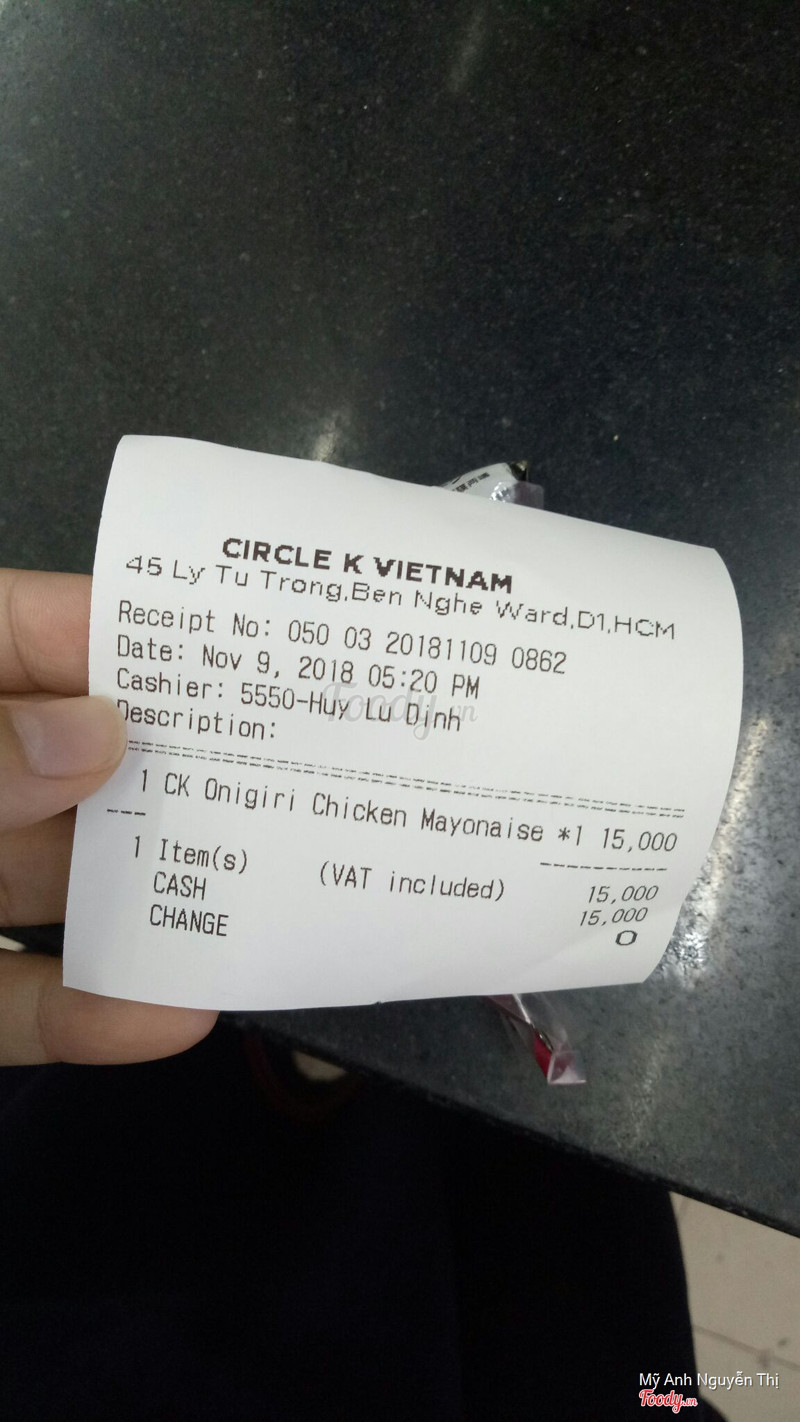 CIRCLE K VIETNAM
45 Ly Tu Trong,Ben Nghe Ward,D1,HCM
Receipt No: 050 03 20181109 0862
Date: Nov 9, 2018 05:20 PM
Cashier: 5550-Huy Lu Dinh
Description:
1 CK Onigiri Chicken Mayonaise *1 15,000
1 Item(s) (VAT included) 15,000
CASH 15,000
CHANGE 0
Foody.vn
Mỹ Anh Nguyễn Thị
Foody.vn